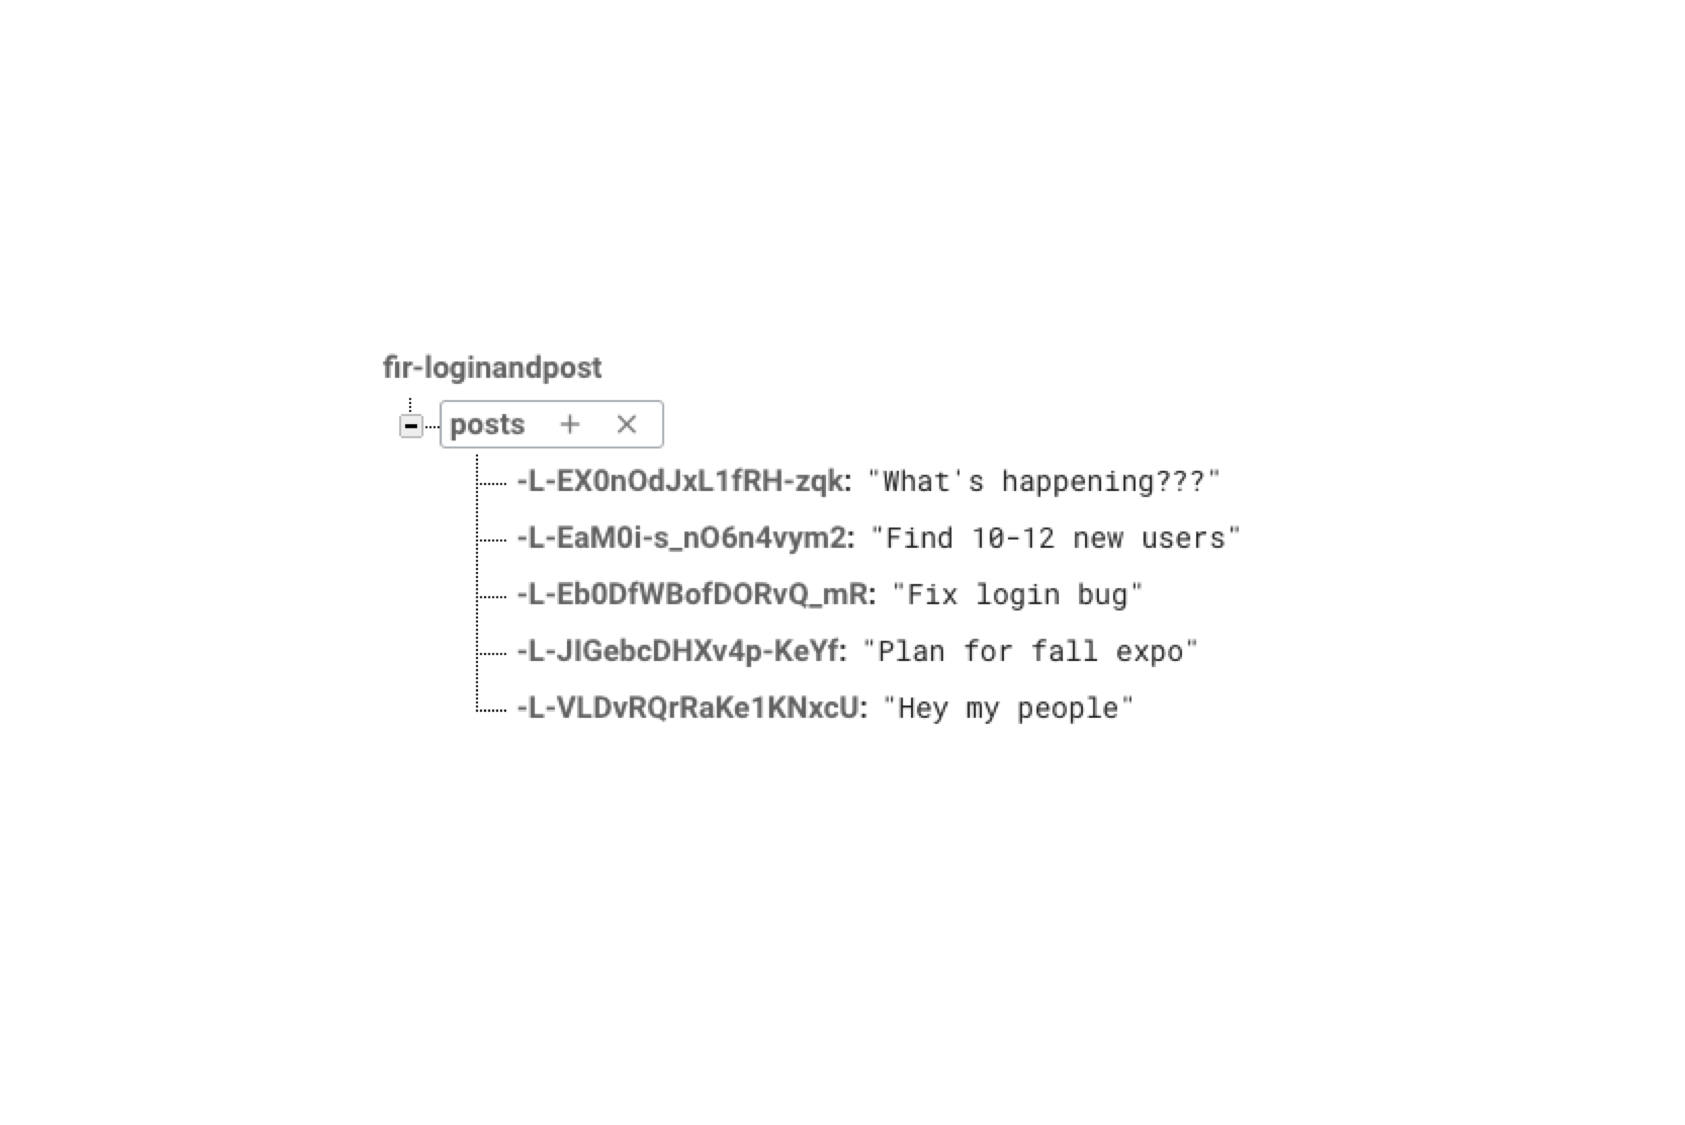 fir-loginandpost
posts + ×
-L-EX0nOdJxL1fRH-zqk: "What's happening???"
-L-EaM0i-s_nO6n4vym2: "Find 10-12 new users"
-L-Eb0DfWBofDORvQ_mR: "Fix login bug"
-L-JIGebcDHXv4p-KeYf: "Plan for fall expo"
-L-VLDvRQrRaKe1KNxcU: "Hey my people"